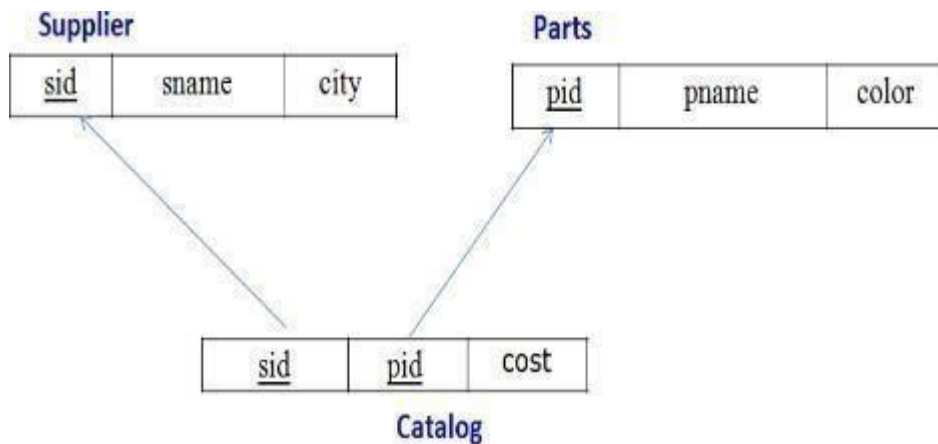 Supplier
sid sname city
Parts
pid pname color
sid pid cost
Catalog